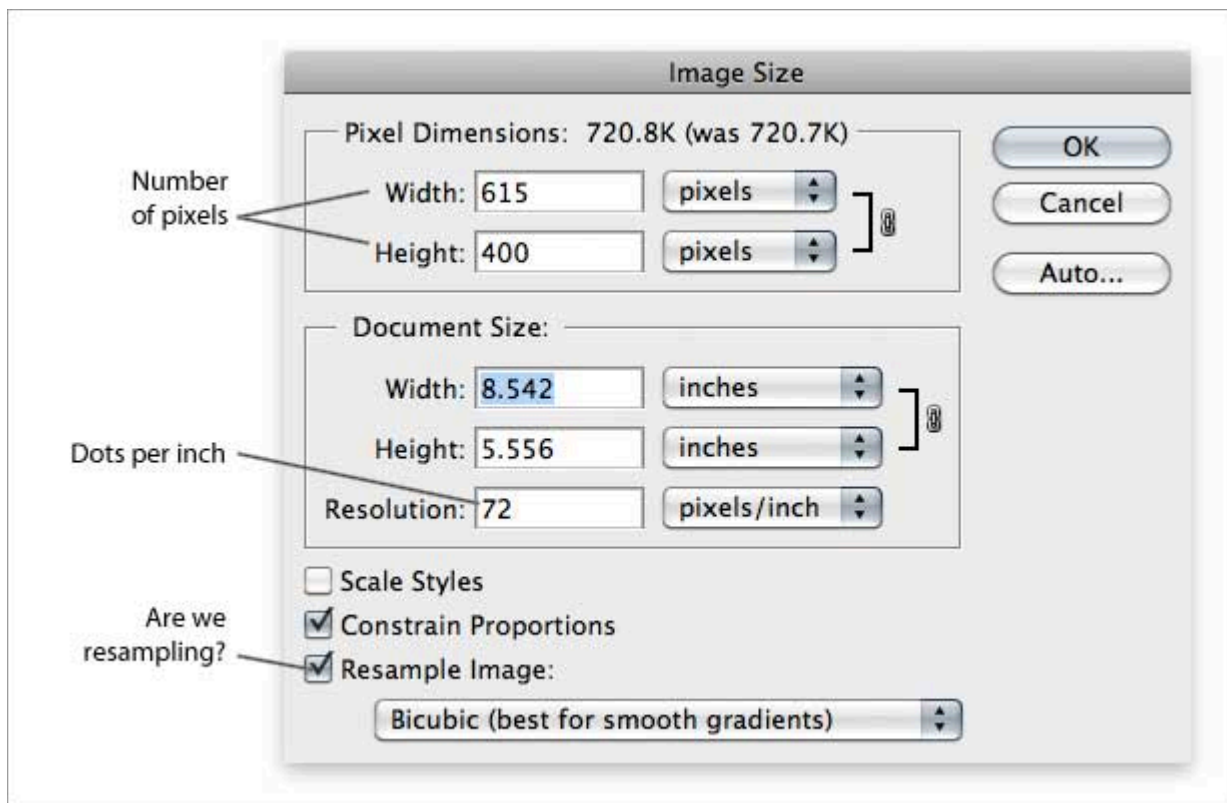 Image Size
Pixel Dimensions: 720.8K (was 720.7K)
Number
of pixels
Width: 615 pixels
Height: 400 pixels
OK
Cancel
Auto...
Document Size:
Width: 8.542 inches
Height: 5.556 inches
Dots per inch
Resolution: 72 pixels/inch
Scale Styles
Constrain Proportions
Are we
resampling?
Resample Image:
Bicubic (best for smooth gradients)